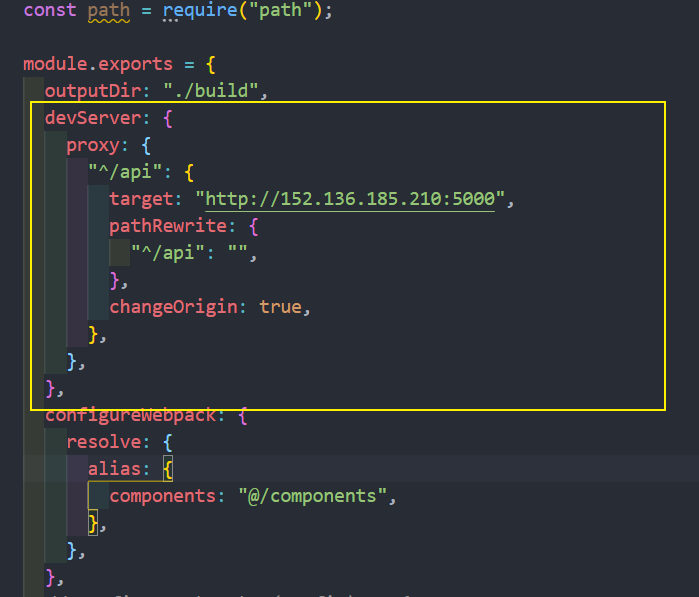 const path = require("path");
module.exports = {
outputDir: "./build",
devServer: {
proxy: {
"^/api": {
target: "http://152.136.185.210:5000",
pathRewrite: {
"^/api": "",
},
changeOrigin: true,
},
},
},
configureWebpack: {
resolve: {
alias: {
components: "@/components",
},
},
},